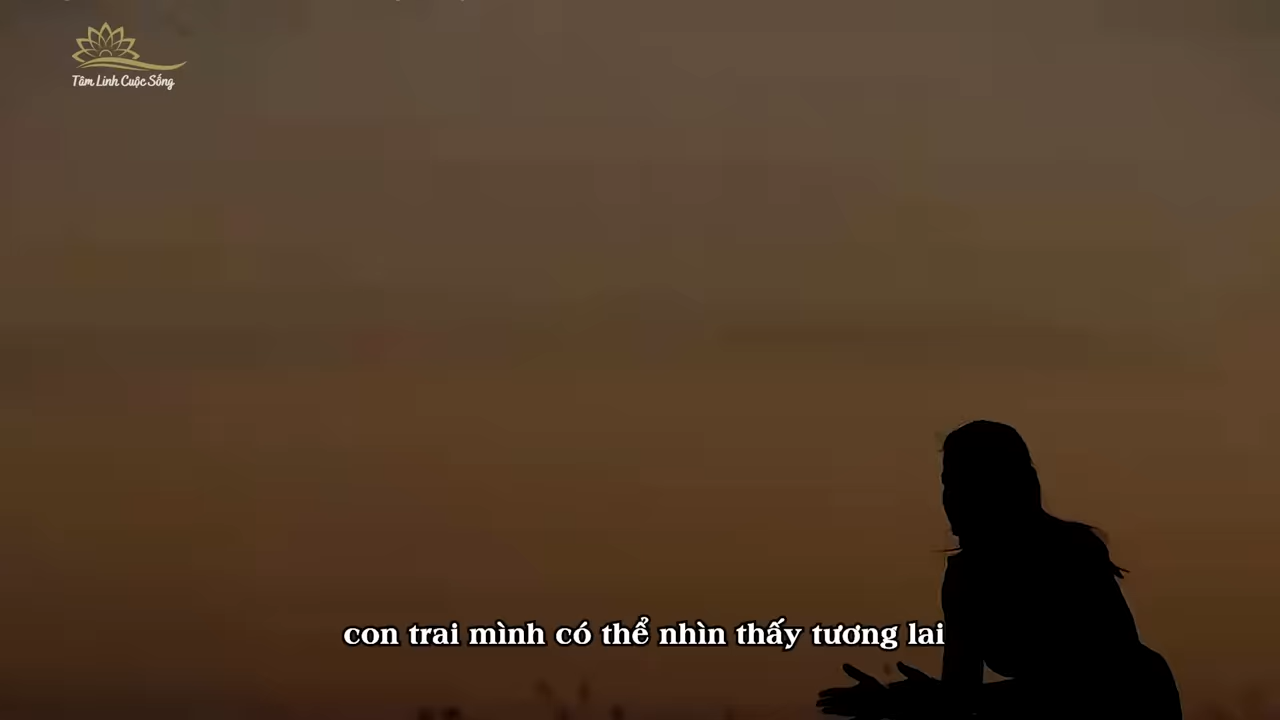 Tâm Linh Cuộc Sống
con trai mình có thể nhìn thấy tương lai